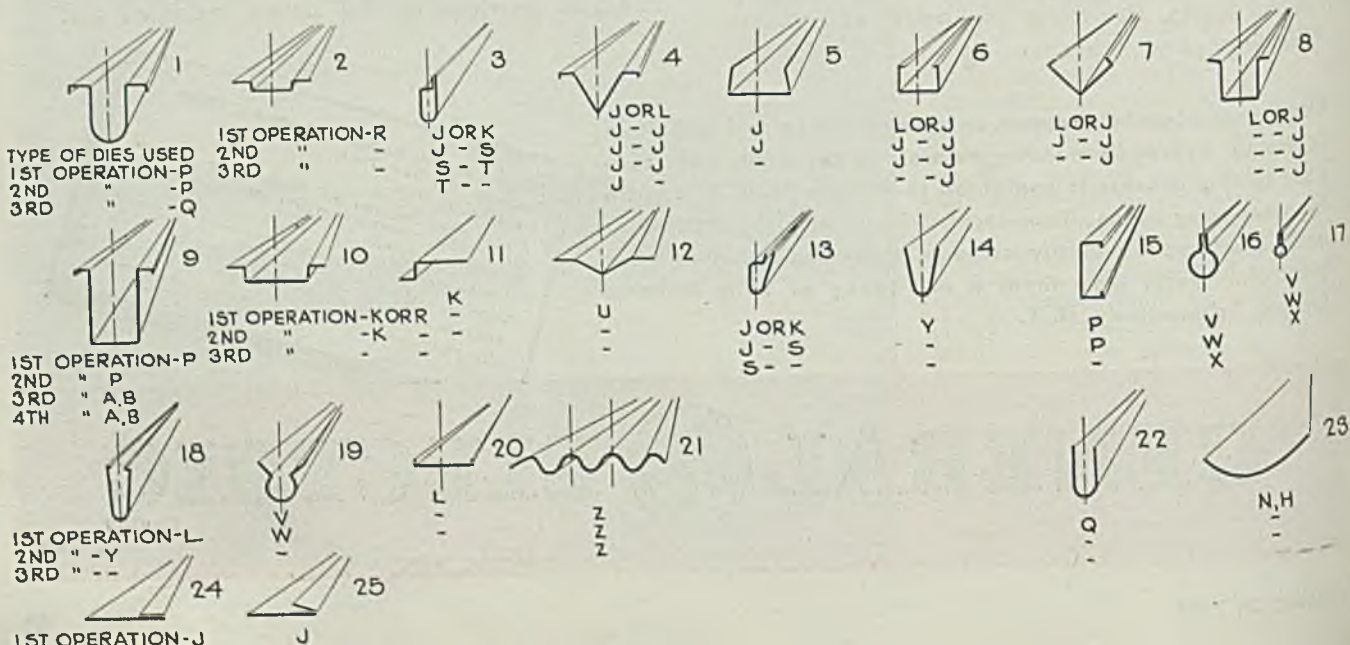 1 2 3 4 5 6 7 8
TYPE OF DIES USED
1ST OPERATION-P
2ND " -P
3RD " -Q
1ST OPERATION-R
2ND " -
3RD " -
J OR K
J - S
S - T
T - -
J OR L
J - J
J - J
J - J
J -
J
J
-
L OR J
J - J
J - J
- - J
L OR J
J - J
- - J
L OR J
- - J
- - J
- - J
9 10 11 12 13 14 15 16 17
1ST OPERATION-P
2ND " P
3RD " A,B
4TH " A,B
1ST OPERATION-K OR R
2ND " -K -
3RD " - -
K
-
-
U
-
-
J OR K
J - S
S - -
Y
-
-
P
P
-
V
W
X
V
W
X
18 19 20 21 22 23
1ST OPERATION-L
2ND " -Y
3RD " --
V
W
-
L
-
-
Z
Z
Z
Q
-
-
N,H
-
-
24 25
1ST OPERATION-J
J